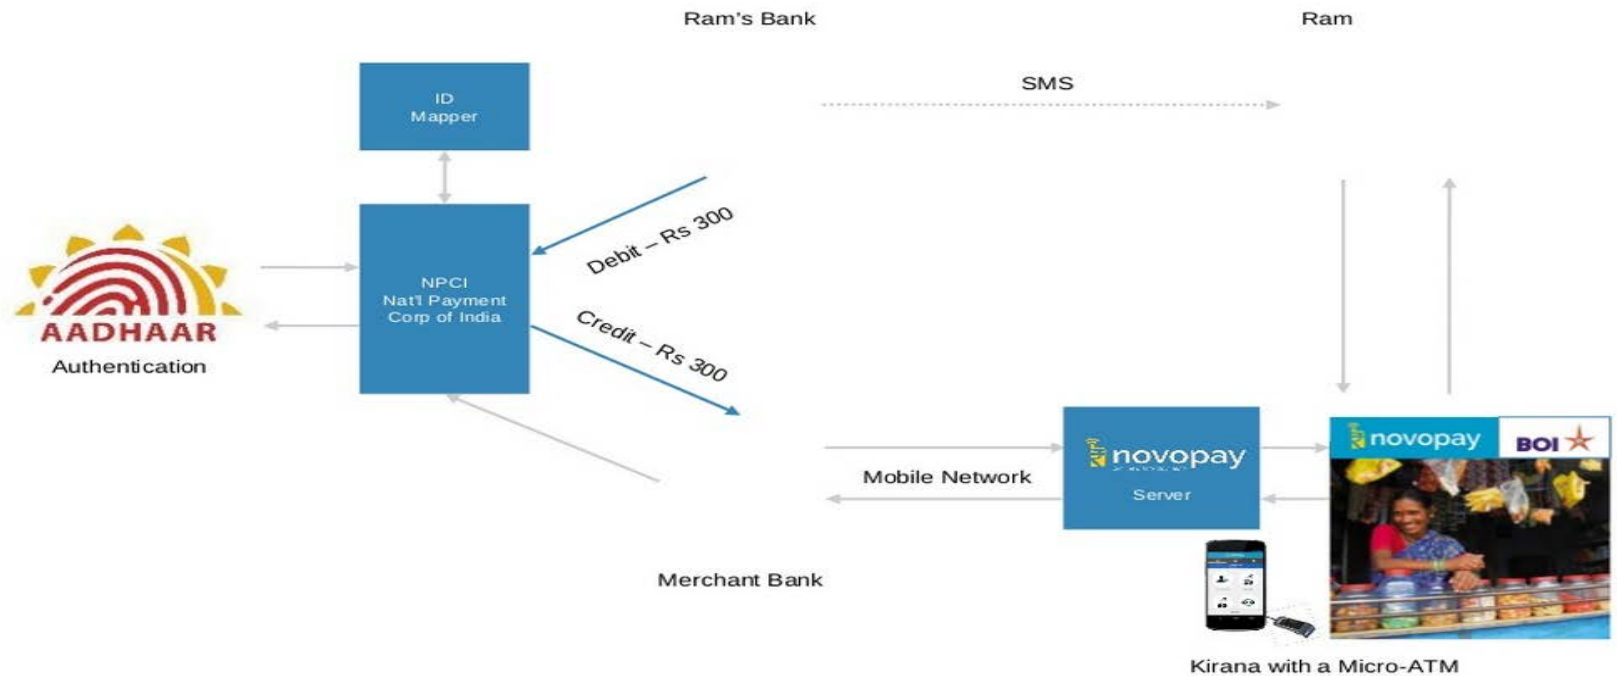 Ram's Bank
Ram
SMS
ID
Mapper
Debit – Rs 300
NPCI
Nat'l Payment
Corp of India
AADHAAR
Authentication
Credit – Rs 300
novopay
Server
Mobile Network
novopay
BOI
Merchant Bank
Kirana with a Micro-ATM